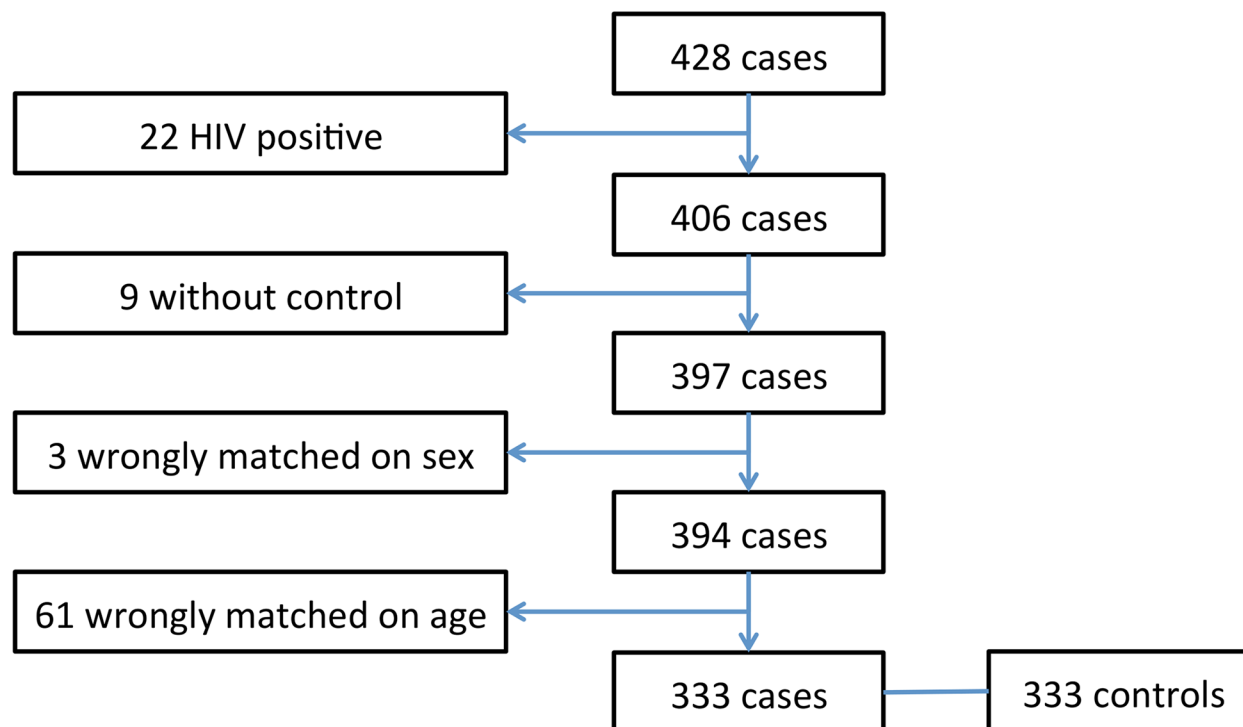 428 cases
22 HIV positive
406 cases
9 without control
397 cases
3 wrongly matched on sex
394 cases
61 wrongly matched on age
333 cases
333 controls